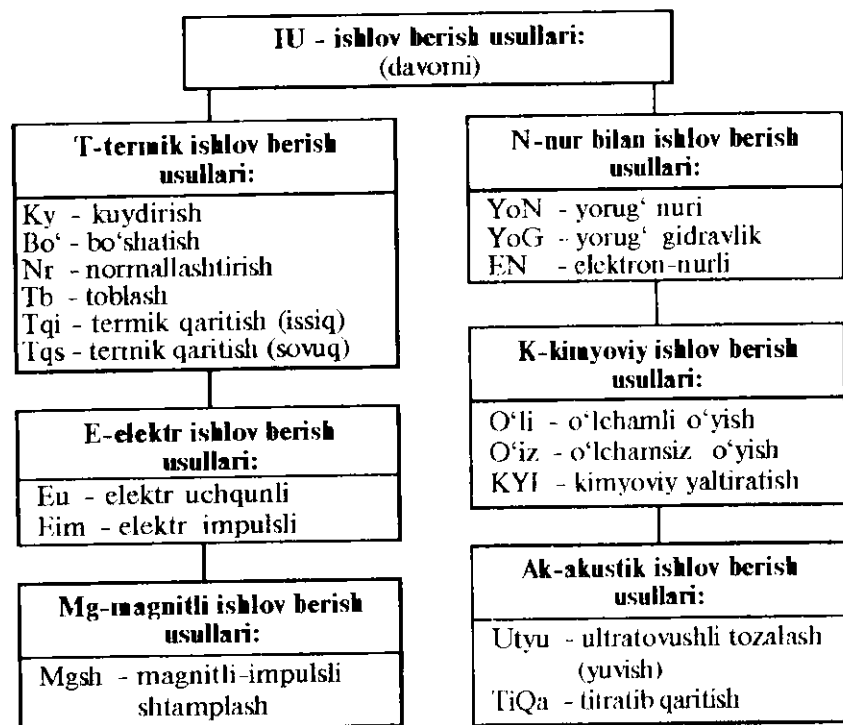 IU - ishlov berish usullari:
(davomi)
T-termik ishlov berish
usullari:
Ky - kuydirish
Bo‘ - bo‘shatish
Nr - normallashtirish
Tb - toblash
Tqi - termik qaritish (issiq)
Tqs - termik qaritish (sovuq)
E-elektr ishlov berish
usullari:
Eu - elektr uchqunli
Eim - elektr impulsli
Mg-magnitli ishlov berish
usullari:
Mgsh - magnitli-impulsli
shtamplash
N-nur bilan ishlov berish
usullari:
YoN - yorug‘ nuri
YoG - yorug‘ gidravlik
EN - elektron-nurli
K-kimyoviy ishlov berish
usullari:
O‘li - o‘lchamli o‘yish
O‘iz - o‘lchamsiz o‘yish
KYI - kimyoviy yaltiratish
Ak-akustik ishlov berish
usullari:
Utyu - ultratovushli tozalash
(yuvish)
TiQa - titratib qaritish